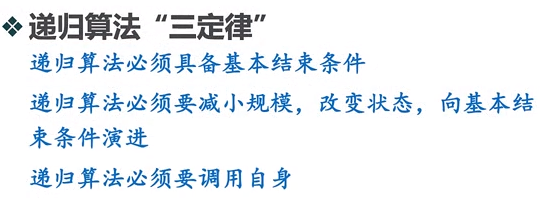 ❖ 递归算法“三定律”
递归算法必须具备基本结束条件
递归算法必须要减小规模，改变状态，向基本结
束条件演进
递归算法必须要调用自身